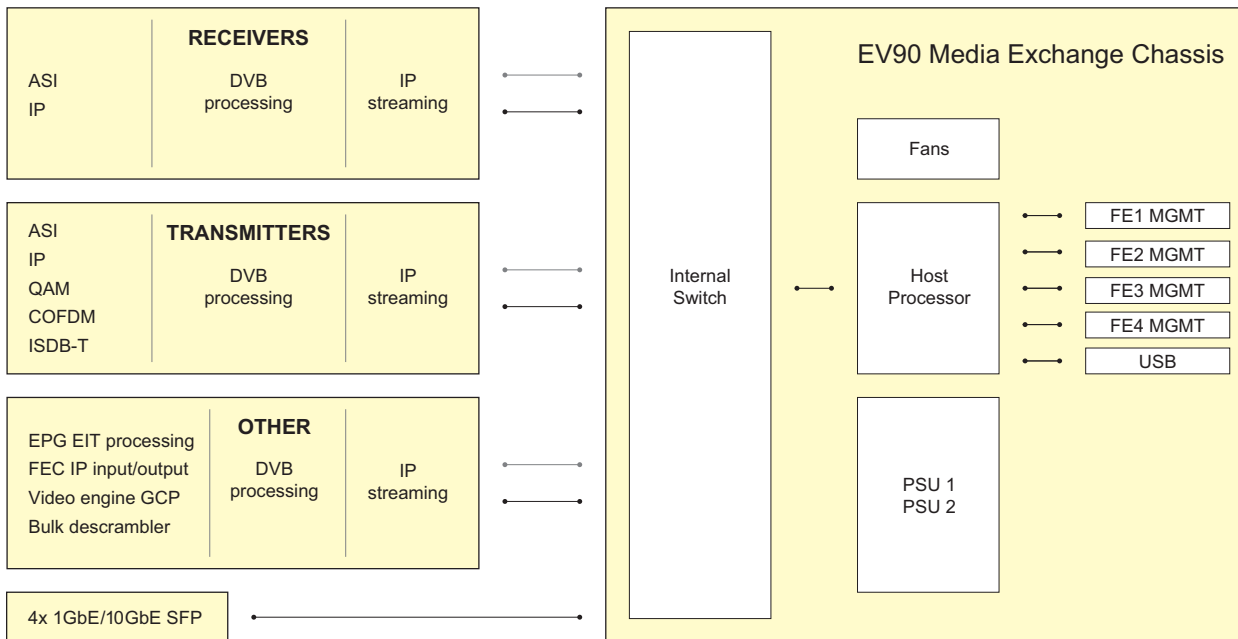 RECEIVERS
ASI
IP
DVB
processing
IP
streaming
TRANSMITTERS
ASI
IP
QAM
COFDM
ISDB-T
DVB
processing
IP
streaming
OTHER
EPG EIT processing
FEC IP input/output
Video engine GCP
Bulk descrambler
DVB
processing
IP
streaming
4x 1GbE/10GbE SFP
EV90 Media Exchange Chassis
Internal
Switch
Fans
Host
Processor
FE1 MGMT
FE2 MGMT
FE3 MGMT
FE4 MGMT
USB
PSU 1
PSU 2